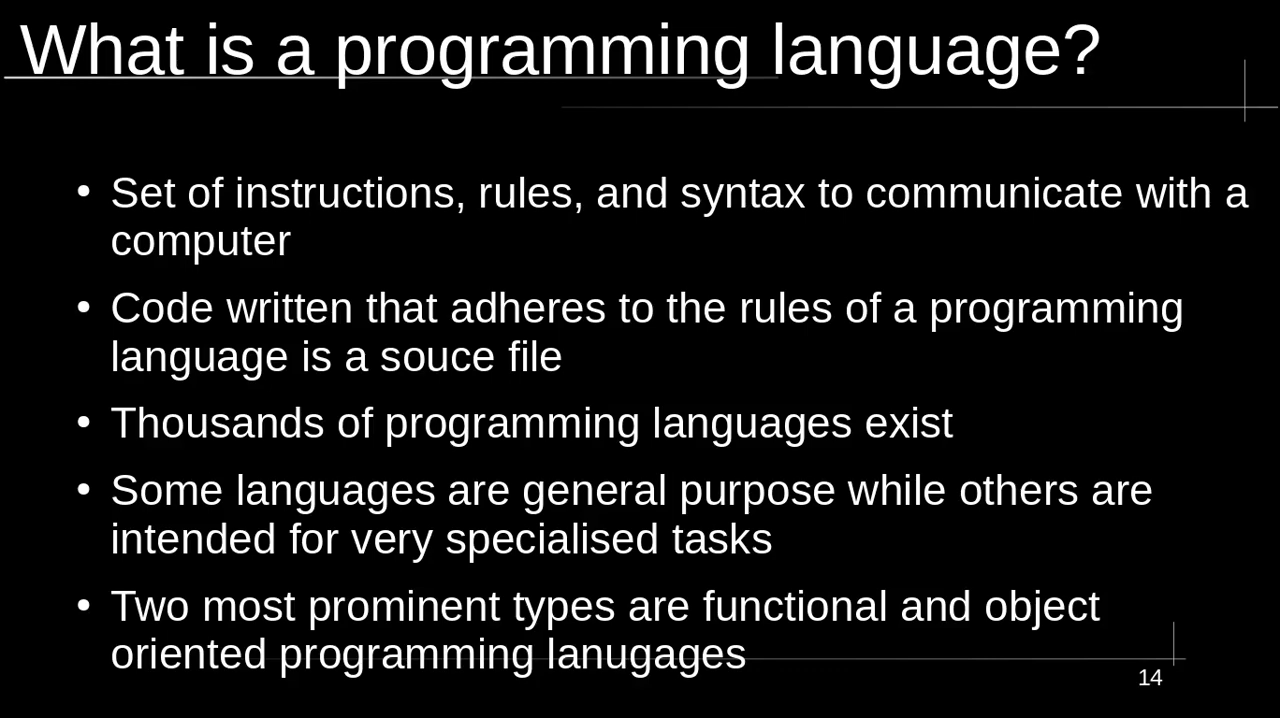 What is a programming language?
• Set of instructions, rules, and syntax to communicate with a
computer
• Code written that adheres to the rules of a programming
language is a souce file
• Thousands of programming languages exist
• Some languages are general purpose while others are
intended for very specialised tasks
• Two most prominent types are functional and object
oriented programming lanugages
14